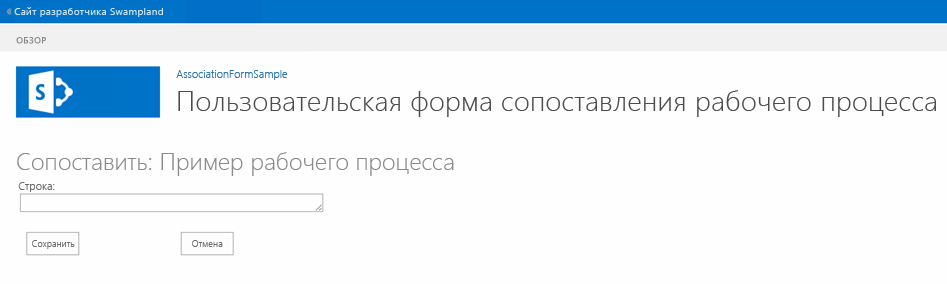 Сайт разработчика Swampland
ОБЗОР
AssociationFormSample
Пользовательская форма сопоставления рабочего процесса
Сопоставить: Пример рабочего процесса
Строка:
Сохранить Отмена